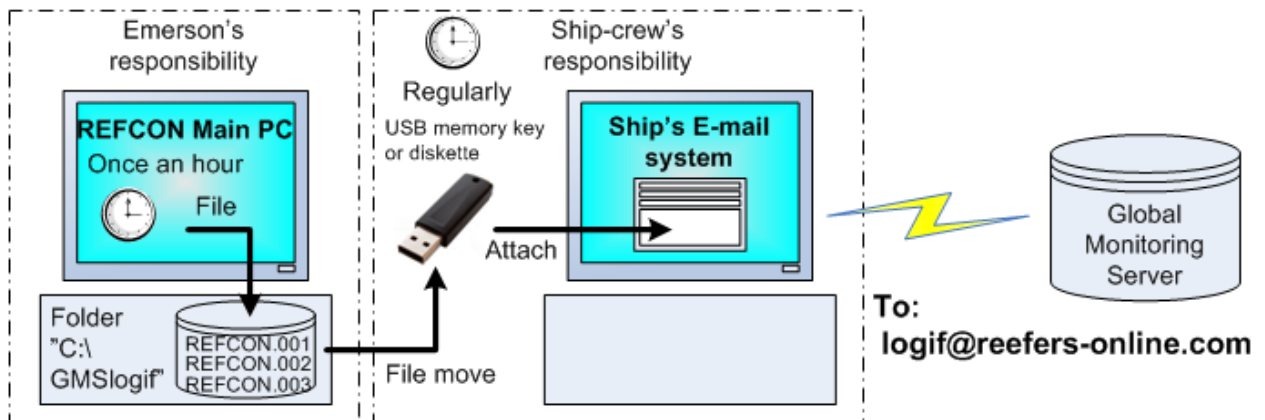 Emerson's
responsibility
REFCON Main PC
Once an hour
File
Folder
"C:\
GMSlogif"
REFCON.001
REFCON.002
REFCON.003
Ship-crew's
responsibility
Regularly
USB memory key
or diskette
Attach
File move
Ship's E-mail
system
Global
Monitoring
Server
To:
logif@reefers-online.com